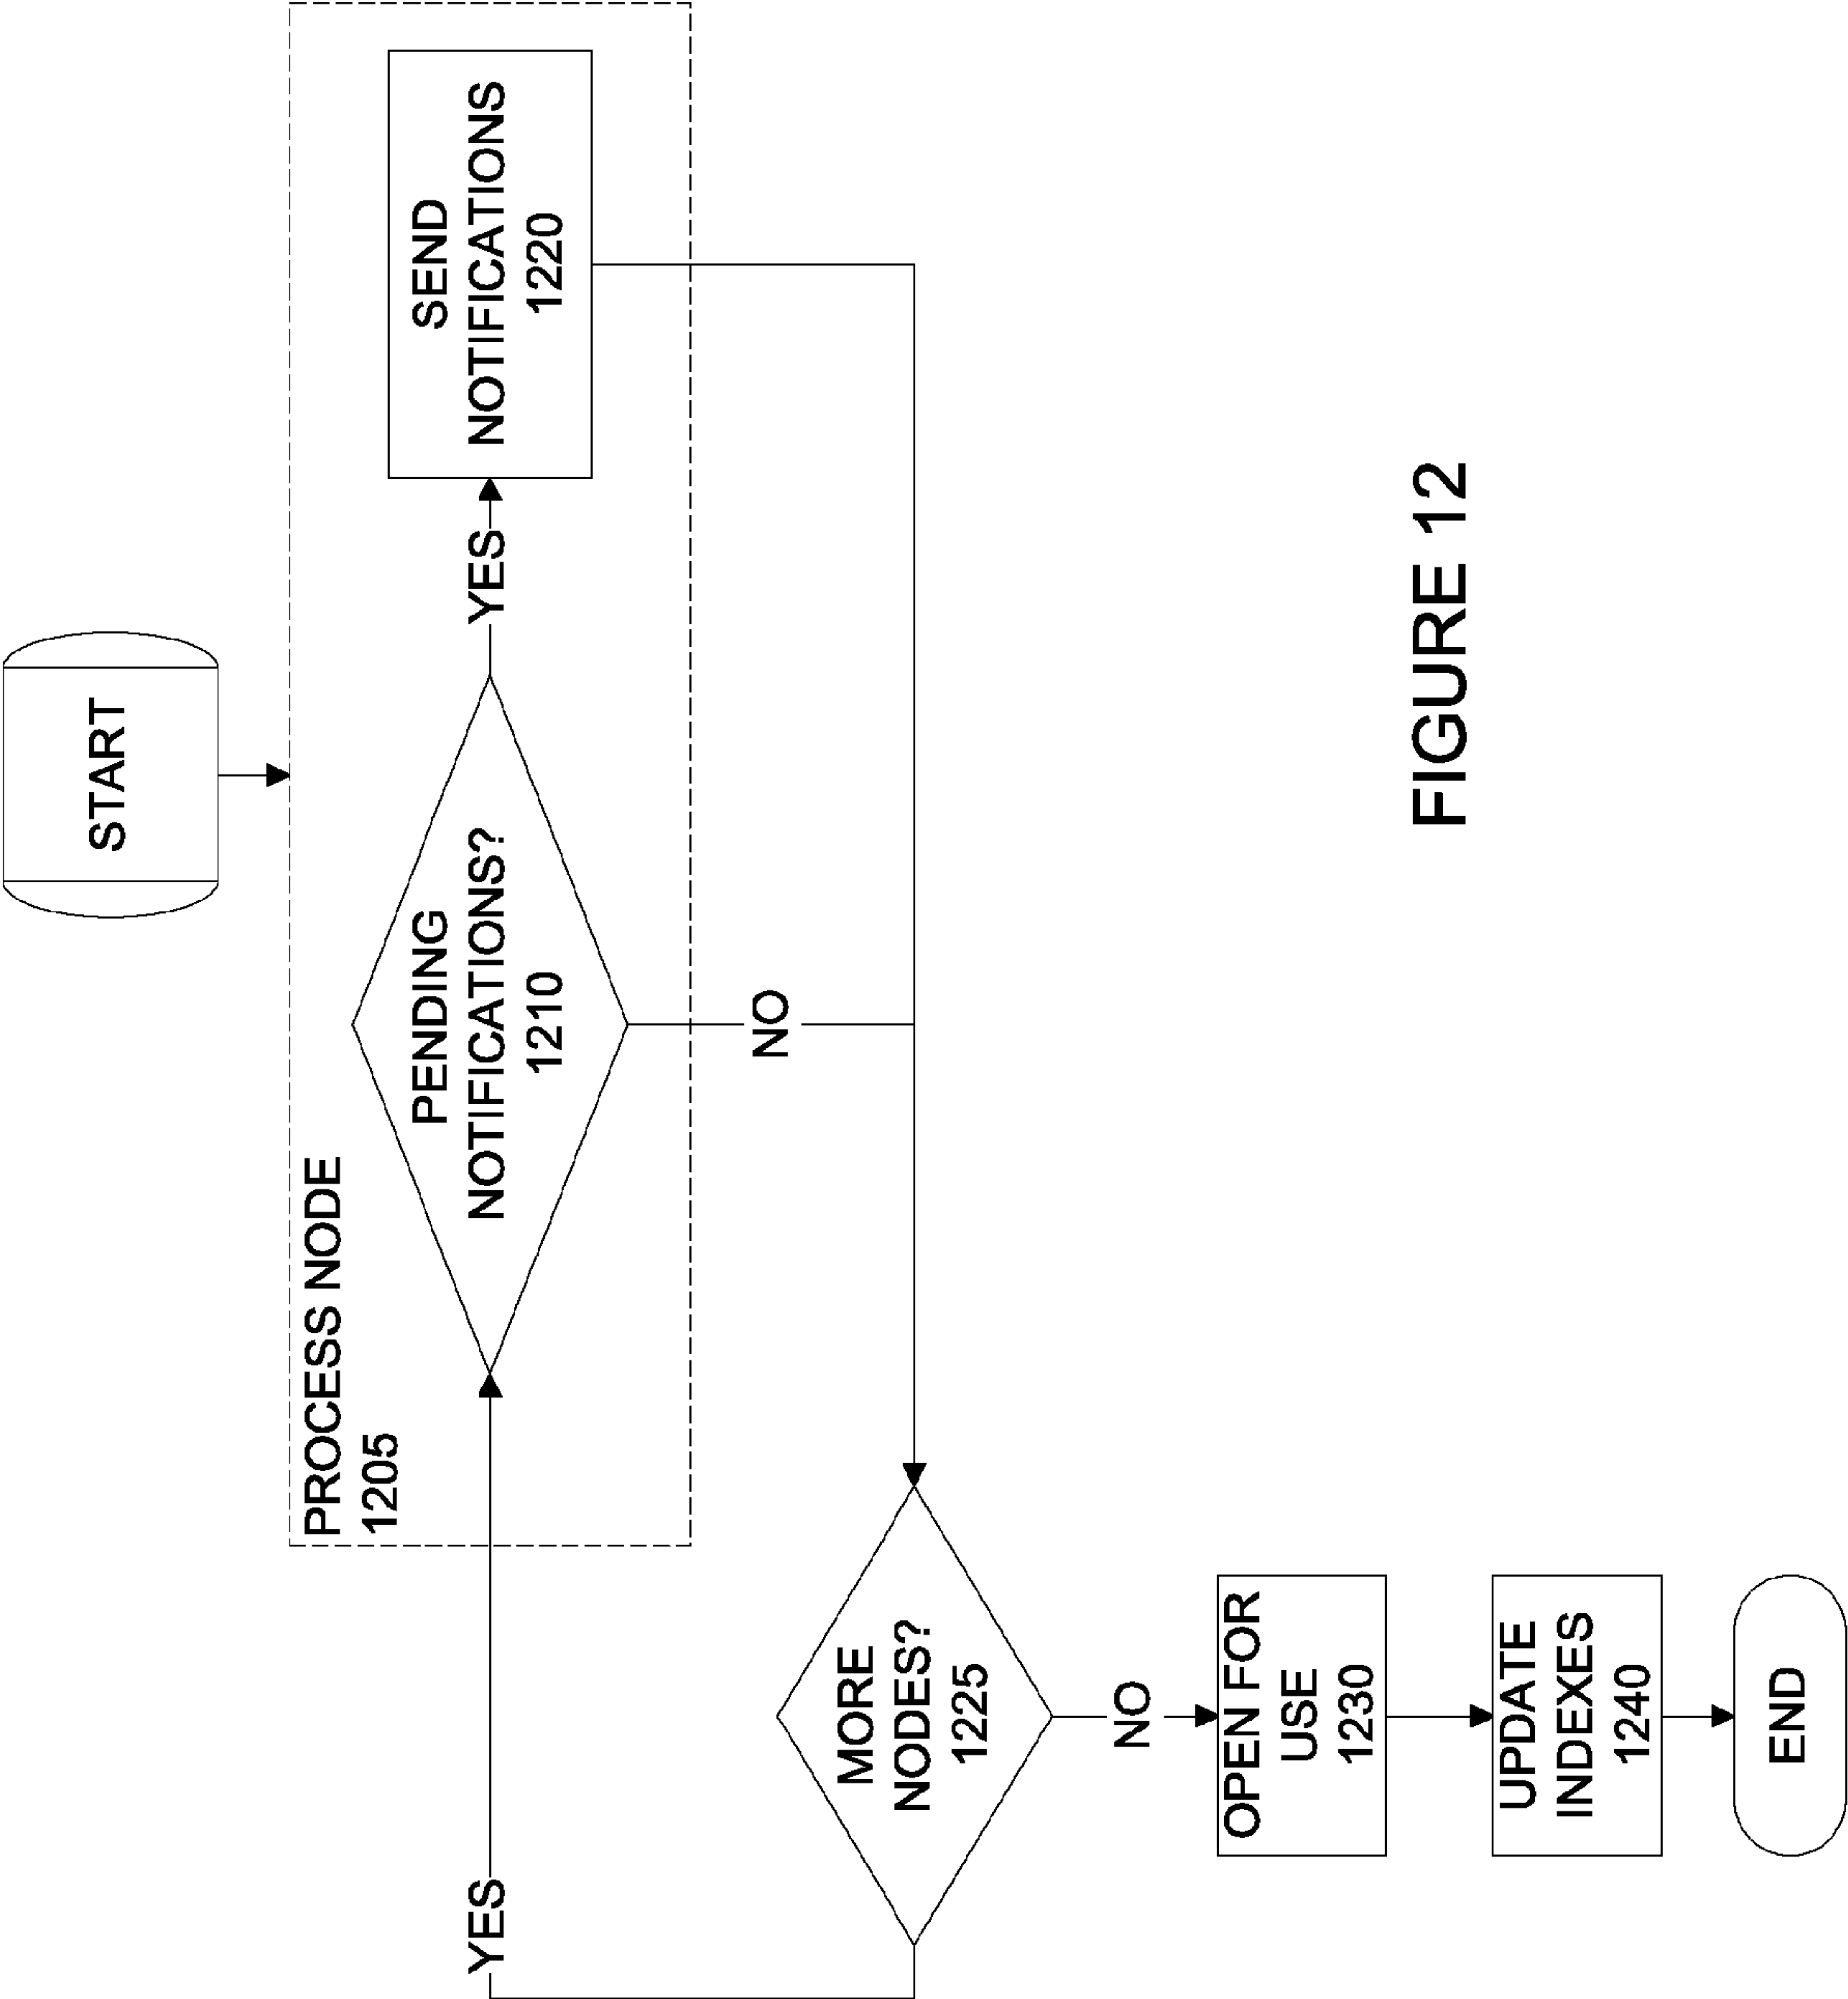 START
PROCESS NODE
1205
PENDING
NOTIFICATIONS?
1210
YES
SEND
NOTIFICATIONS
1220
NO
YES
MORE
NODES?
1225
NO
OPEN FOR
USE
1230
UPDATE
INDEXES
1240
END
FIGURE 12